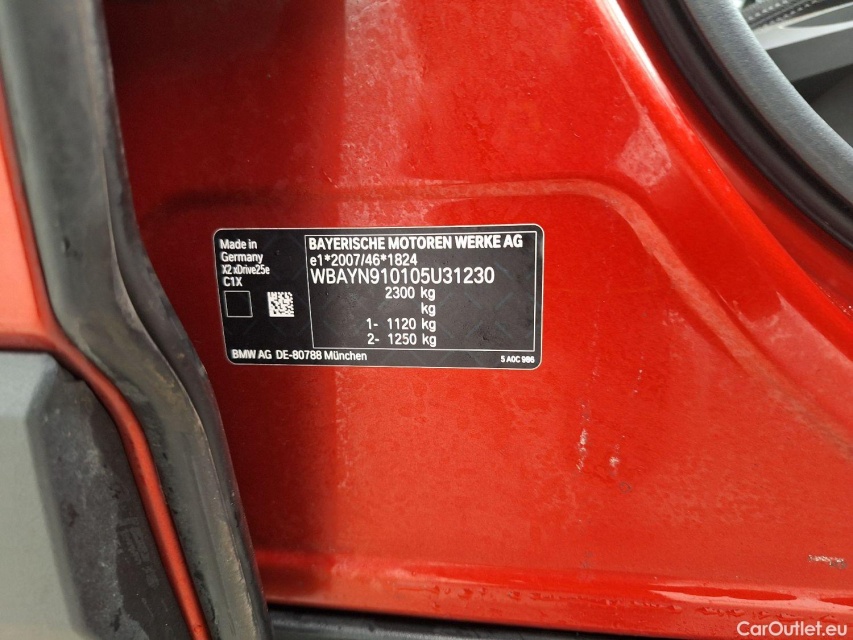 Made in
Germany
X2 xDrive25e
C1X
BAYERISCHE MOTOREN WERKE AG
e1*2007/46*1824
WBAYN910105U31230
2300 kg
kg
1- 1120 kg
2- 1250 kg
BMW AG DE-80788 München
5 A0C 986
CarOutlet.eu